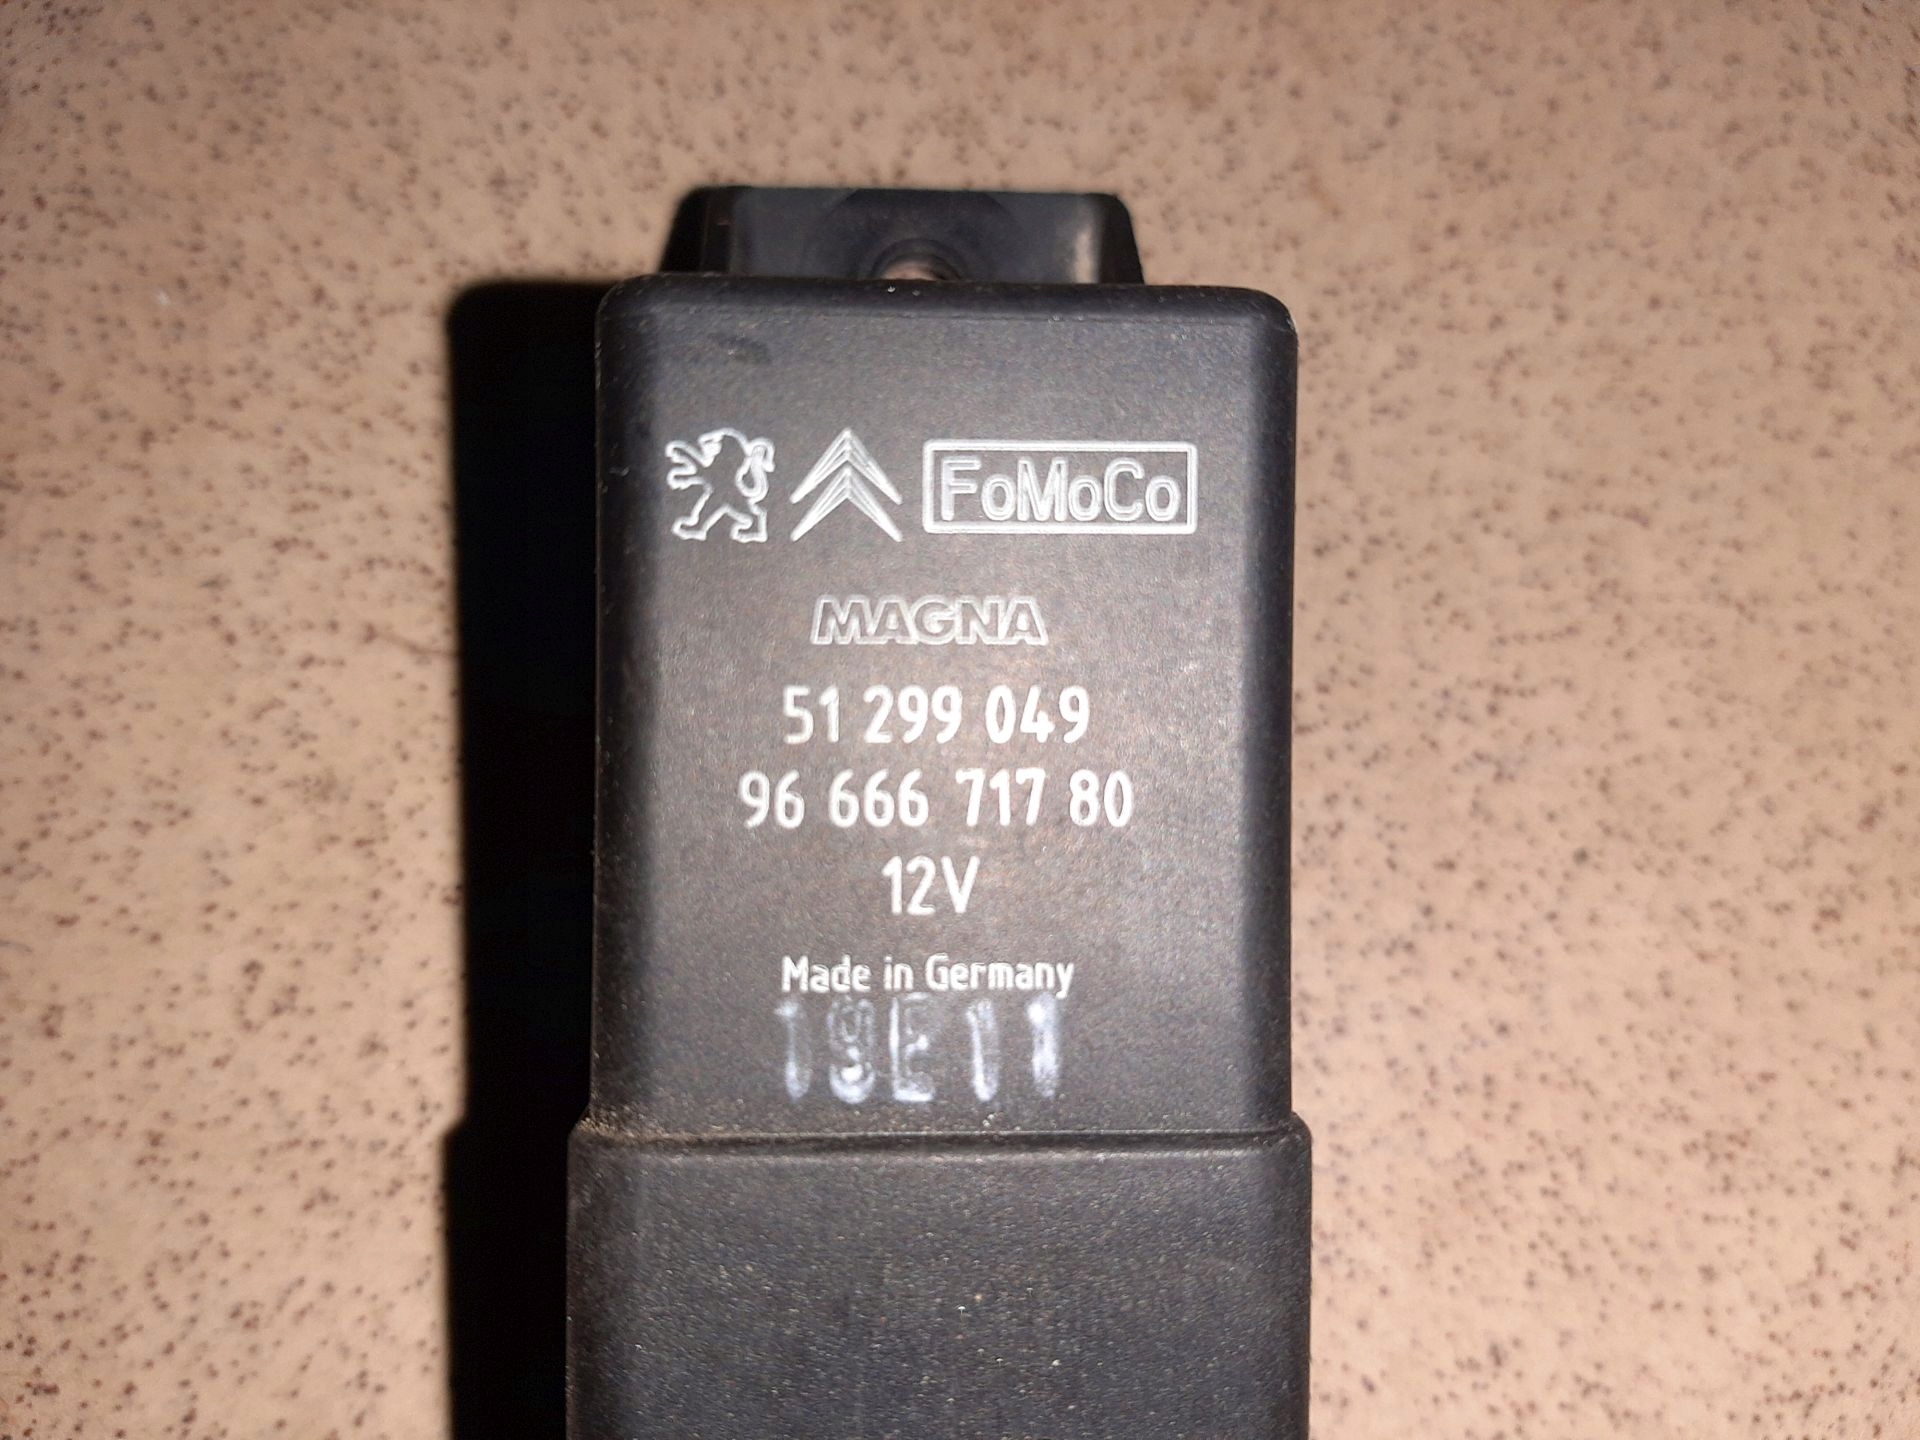 FoMoCo
MAGNA
51 299 049
96 666 717 80
12V
Made in Germany
19E11